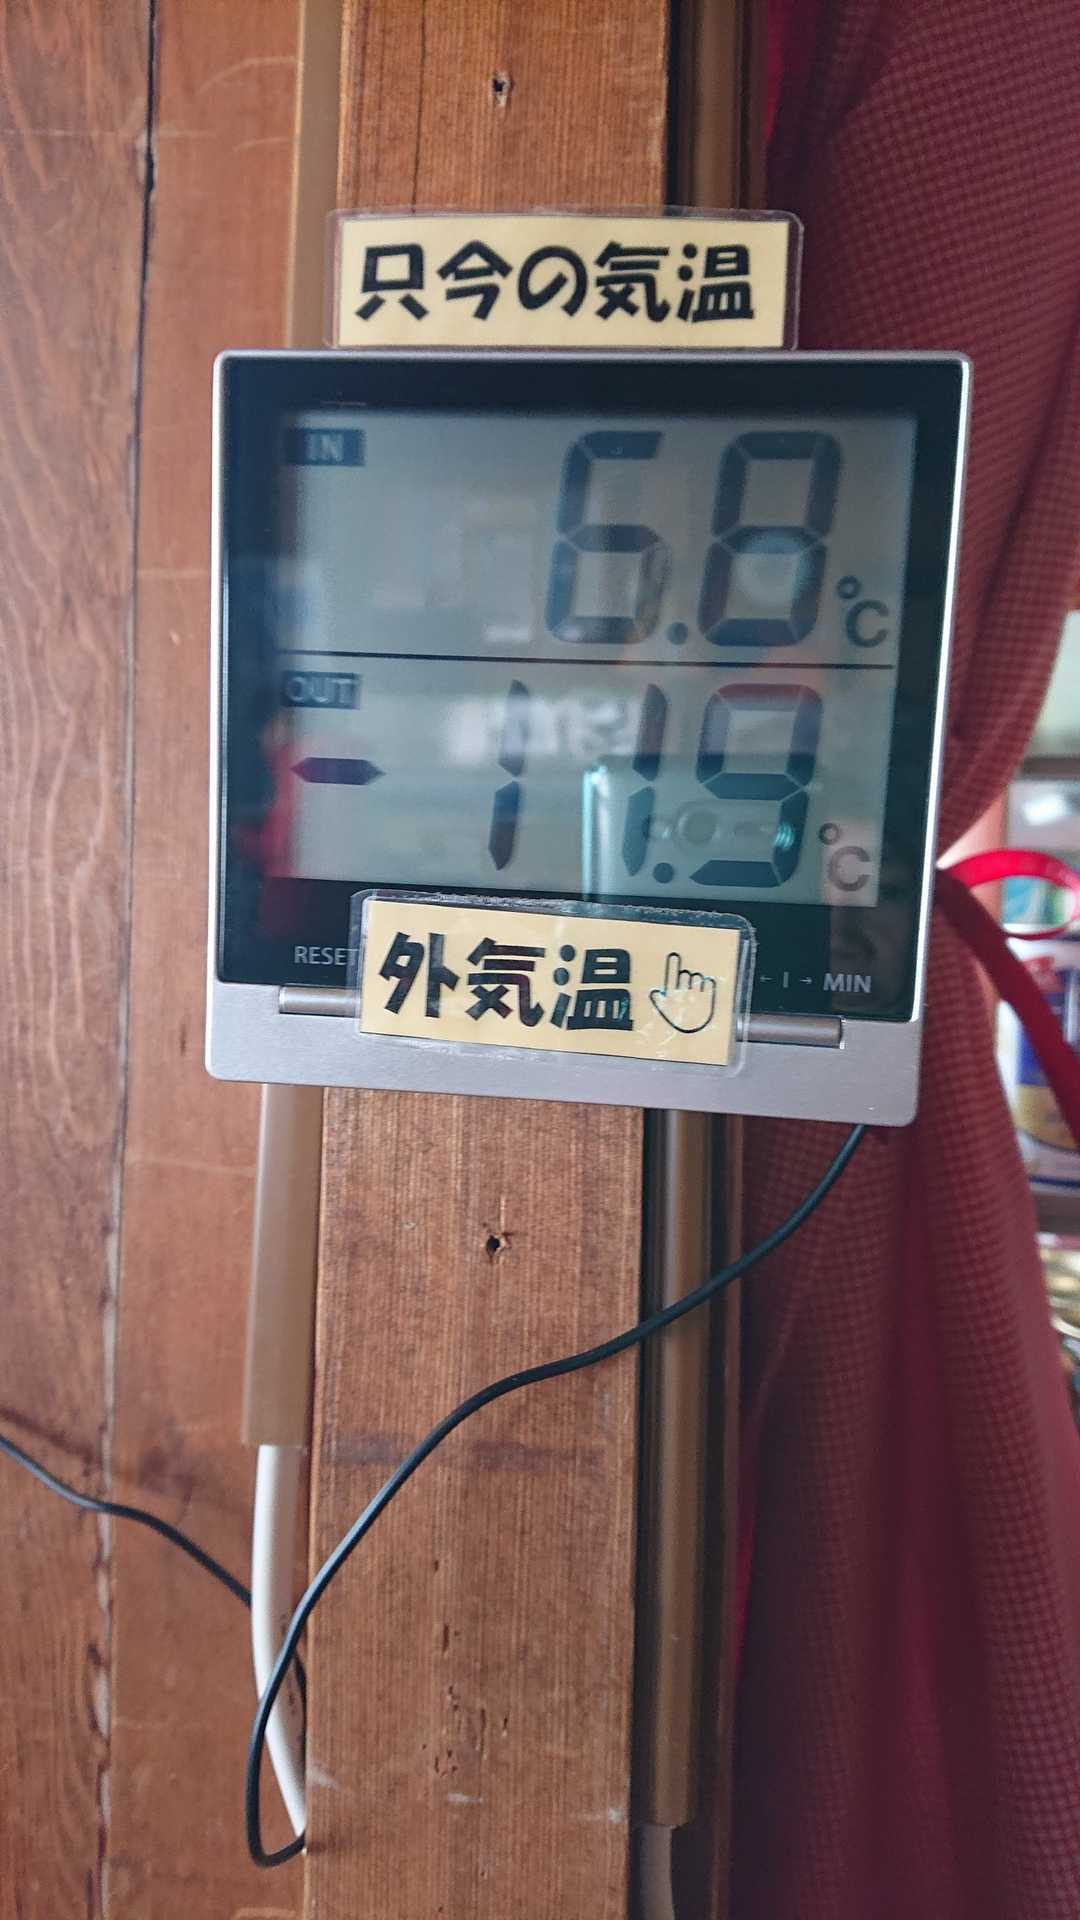 只今の気温
IN
6.8 ℃
OUT
-11.9 ℃
RESET
← | → MIN
外気温